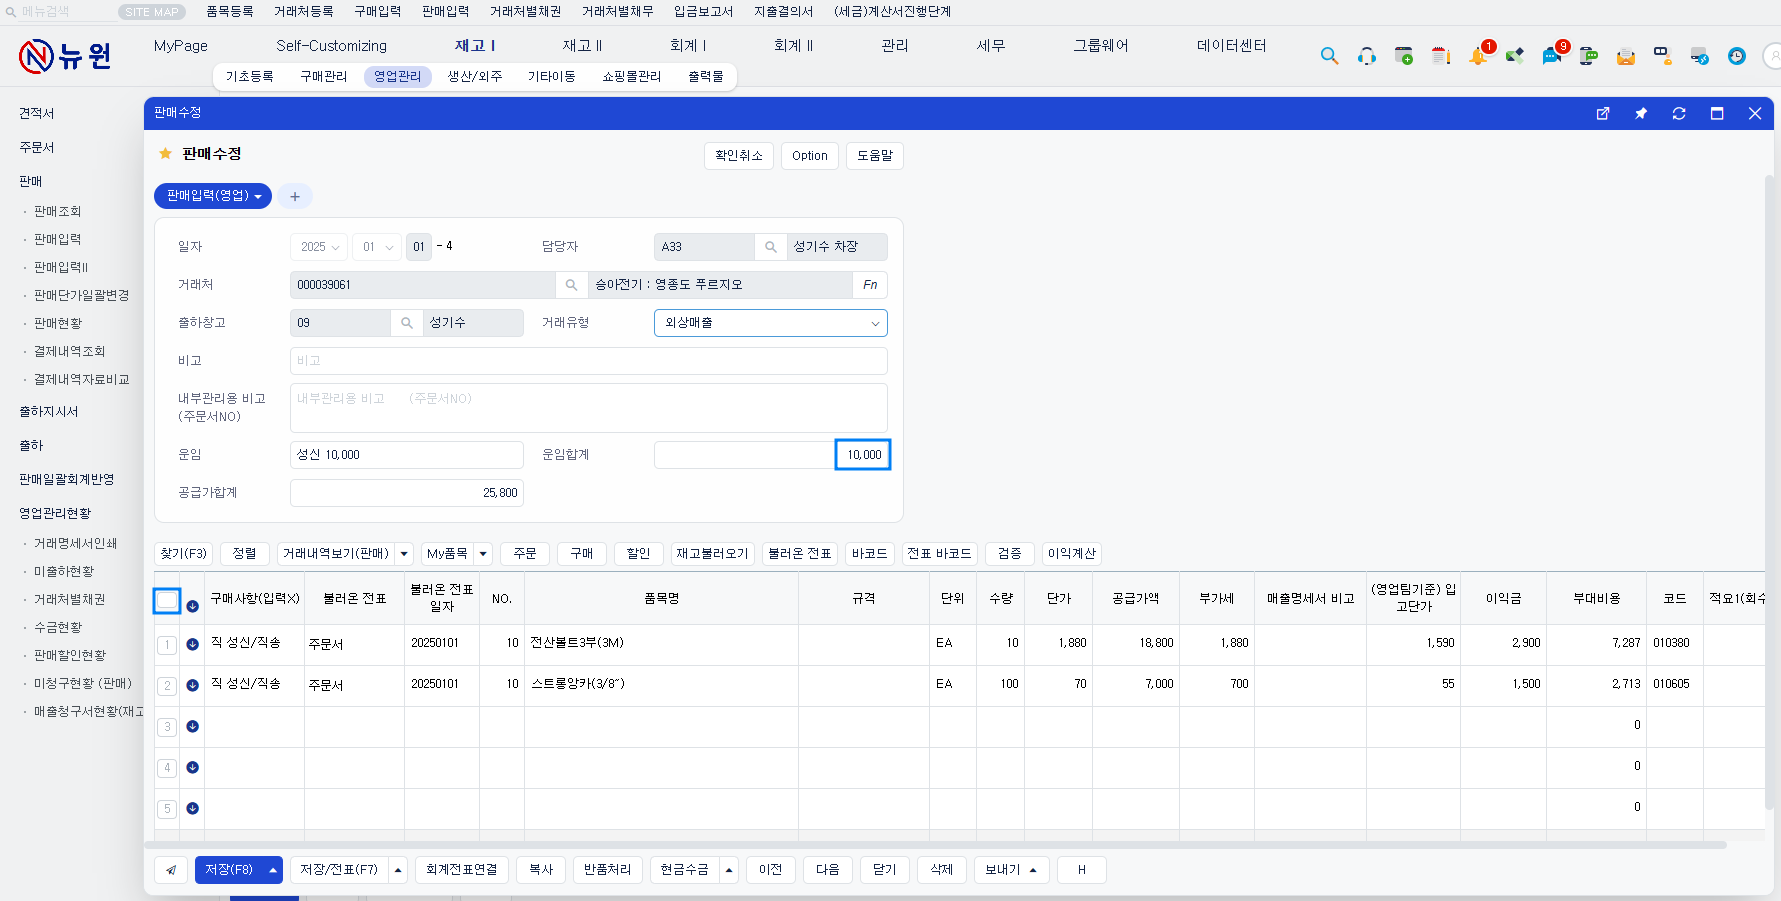 메뉴검색 SITE MAP 품목등록 거래처등록 구매입력 판매입력 거래처별채권 거래처별채무 입금보고서 지출결의서 (세금)계산서진행단계
뉴원 MyPage Self-Customizing 재고 I 재고 II 회계 I 회계 II 관리 세무 그룹웨어 데이터센터
1 9
기초등록 구매관리 영업관리 생산/외주 기타이동 쇼핑몰관리 출력물
견적서
주문서
판매
· 판매조회
· 판매입력
· 판매입력II
· 판매단가일괄변경
· 판매현황
· 결제내역조회
· 결제내역자료비교
출하지시서
출하
판매일괄회계반영
영업관리현황
· 거래명세서인쇄
· 미출하현황
· 거래처별채권
· 수금현황
· 판매할인현황
· 미청구현황 (판매)
· 매출청구서현황(재고
판매수정
판매수정 확인취소 Option 도움말
판매입력(영업) +
일자 2025 01 01 - 4 담당자 A33 성기수 차장
거래처 000039061 승아전기 : 영종도 푸르지오 Fn
출하창고 09 성기수 거래유형 외상매출
비고 비고
내부관리용 비고 (주문서NO) 내부관리용 비고 (주문서NO)
운임 성신 10,000 운임합계 10,000
공급가합계 25,800
찾기(F3) 정렬 거래내역보기(판매) My품목 주문 구매 할인 재고불러오기 불러온 전표 바코드 전표 바코드 검증 이익계산
구매사항(입력X) 불러온 전표 불러온 전표 일자 NO. 품목명 규격 단위 수량 단가 공급가액 부가세 매출명세서 비고 (영업팀기준) 입고단가 이익금 부대비용 코드 적요1(회수
1 직 성신/직송 주문서 20250101 10 전산볼트3부(3M) EA 10 1,880 18,800 1,880 1,590 2,900 7,287 010380
2 직 성신/직송 주문서 20250101 10 스트롱앙카(3/8~) EA 100 70 7,000 700 55 1,500 2,713 010605
3 0
4 0
5 0
저장(F8) 저장/전표(F7) 회계전표연결 복사 반품처리 현금수금 이전 다음 닫기 삭제 보내기 H